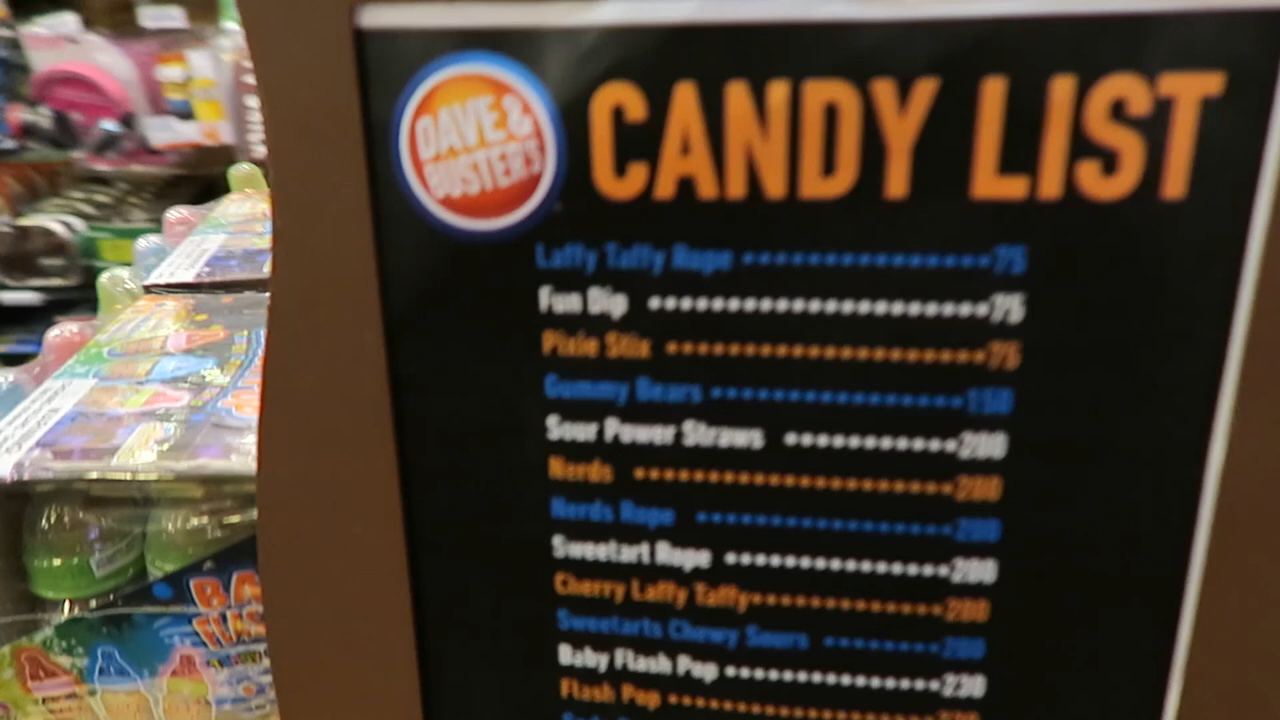 DAVE &
BUSTER'S
CANDY LIST
Laffy Taffy Rope ················75
Fun Dip ····················75
Pixie Stix ···················75
Gummy Bears ···············150
Sour Power Straws ···········200
Nerds ···················200
Nerds Rope ···············200
Sweetart Rope ··············200
Cherry Laffy Taffy············200
Sweetarts Chewy Sours ········200
Baby Flash Pop ··············230
Flash Pop ················
BA
FLAS